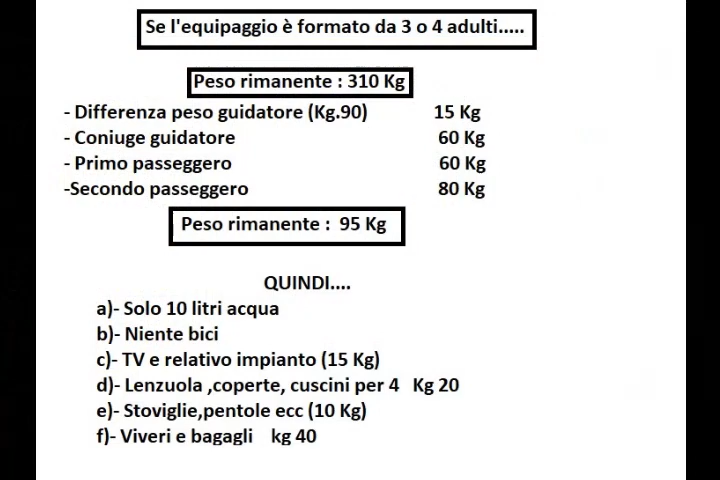 Se l'equipaggio è formato da 3 o 4 adulti.....
Peso rimanente : 310 Kg
- Differenza peso guidatore (Kg.90) 15 Kg
- Coniuge guidatore 60 Kg
- Primo passeggero 60 Kg
-Secondo passeggero 80 Kg
Peso rimanente : 95 Kg
QUINDI....
a)- Solo 10 litri acqua
b)- Niente bici
c)- TV e relativo impianto (15 Kg)
d)- Lenzuola ,coperte, cuscini per 4 Kg 20
e)- Stoviglie,pentole ecc (10 Kg)
f)- Viveri e bagagli kg 40